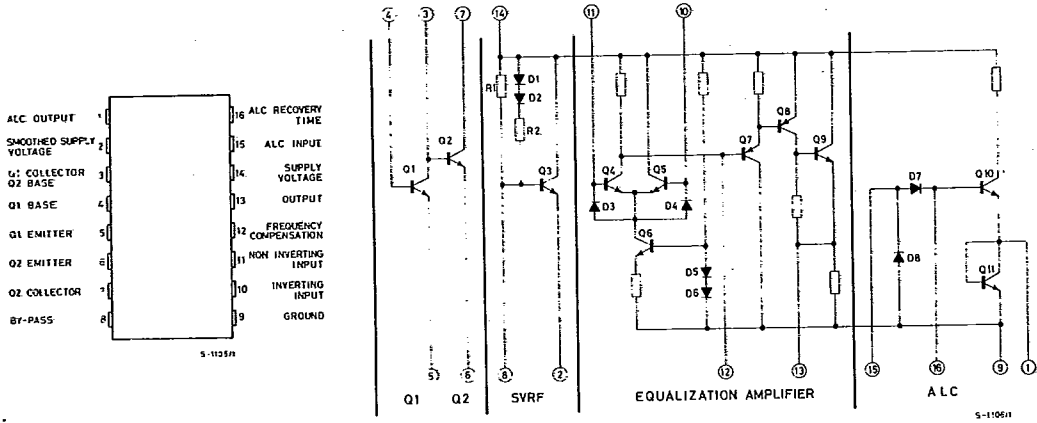 ALC OUTPUT 1
SMOOTHED SUPPLY VOLTAGE 2
Q1 COLLECTOR Q2 BASE 3
Q1 BASE 4
Q1 EMITTER 5
Q2 EMITTER 6
Q2 COLLECTOR 7
BY-PASS 8
16 ALC RECOVERY TIME
15 ALC INPUT
14 SUPPLY VOLTAGE
13 OUTPUT
12 FREQUENCY COMPENSATION
11 NON INVERTING INPUT
10 INVERTING INPUT
9 GROUND
S-1105/1
4 3 7 14 11 10
R1 D1
D2
R2
Q1 Q2 Q3
Q4 Q5
D3 D4
Q6
D5
D6
Q7 Q8 Q9
D7 Q10
D8 Q11
5 6 8 2 12 13 15 16 9 1
Q1 Q2 SVRF EQUALIZATION AMPLIFIER ALC
S-1106/1